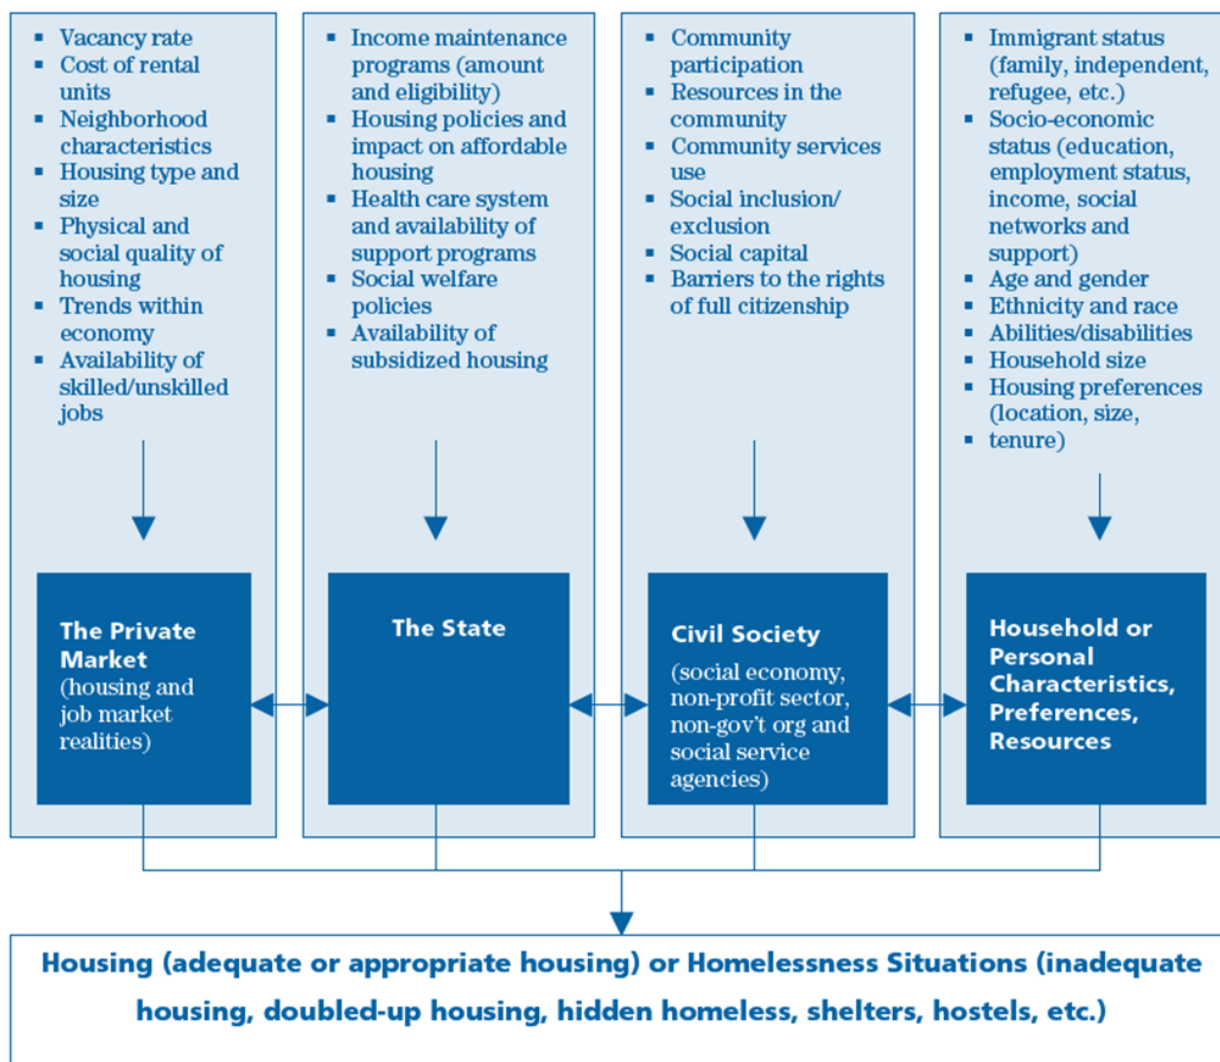 ▪ Vacancy rate
▪ Cost of rental
units
▪ Neighborhood
characteristics
▪ Housing type and
size
▪ Physical and
social quality of
housing
▪ Trends within
economy
▪ Availability of
skilled/unskilled
jobs
The Private
Market
(housing and
job market
realities)
▪ Income maintenance
programs (amount
and eligibility)
▪ Housing policies and
impact on affordable
housing
▪ Health care system
and availability of
support programs
▪ Social welfare
policies
▪ Availability of
subsidized housing
The State
▪ Community
participation
▪ Resources in the
community
▪ Community services
use
▪ Social inclusion/
exclusion
▪ Social capital
▪ Barriers to the rights
of full citizenship
Civil Society
(social economy,
non-profit sector,
non-gov't org and
social service
agencies)
▪ Immigrant status
(family, independent,
refugee, etc.)
▪ Socio-economic
status (education,
employment status,
income, social
networks and
support)
▪ Age and gender
▪ Ethnicity and race
▪ Abilities/disabilities
▪ Household size
▪ Housing preferences
(location, size,
▪ tenure)
Household or
Personal
Characteristics,
Preferences,
Resources
Housing (adequate or appropriate housing) or Homelessness Situations (inadequate
housing, doubled-up housing, hidden homeless, shelters, hostels, etc.)